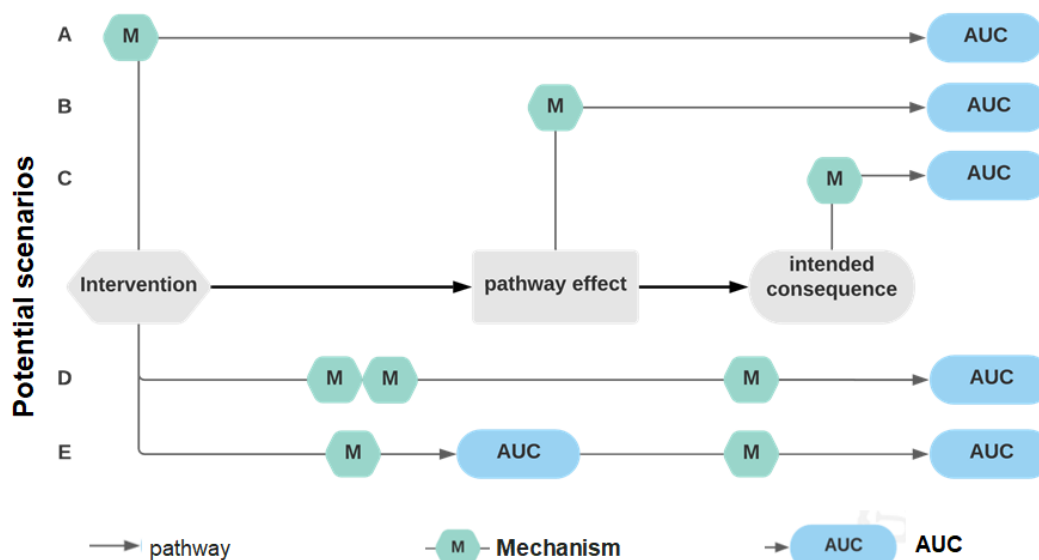 Potential scenarios
A
M
AUC
B
M
AUC
C
M
AUC
Intervention
pathway effect
intended
consequence
D
M
M
M
AUC
E
M
AUC
M
AUC
pathway
M
Mechanism
AUC
AUC